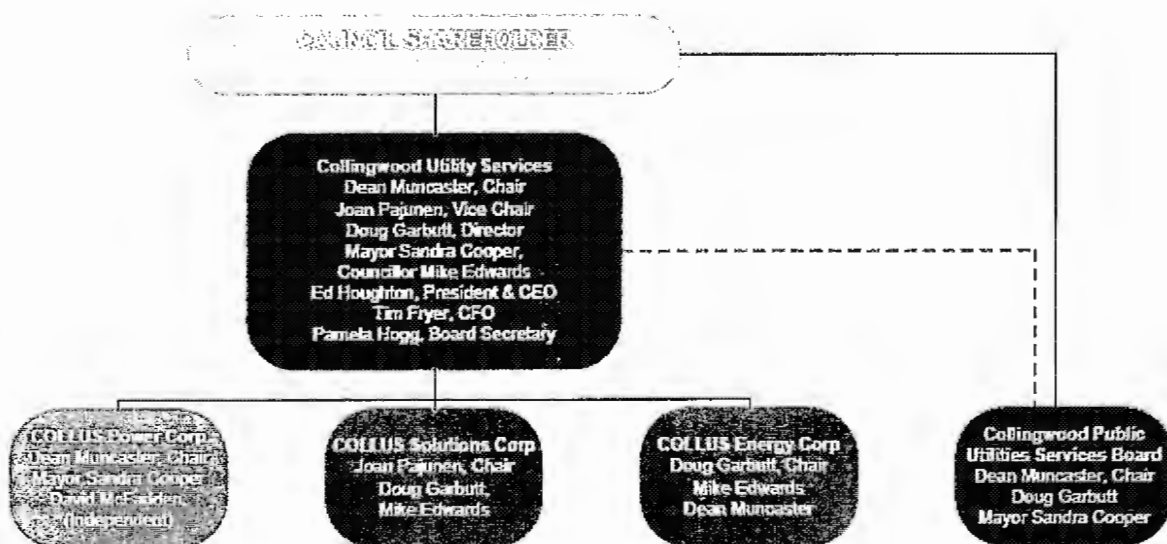 COUNCIL SHAREHOLDER
Collingwood Utility Services
Dean Muncaster, Chair
Joan Pajunen, Vice Chair
Doug Garbutt, Director
Mayor Sandra Cooper,
Councillor Mike Edwards
Ed Houghton, President & CEO
Tim Fryer, CFO
Pamela Hogg, Board Secretary
COLLUS Power Corp
Dean Muncaster, Chair
Mayor Sandra Cooper
David McFadden,
(Independent)
COLLUS Solutions Corp
Joan Pajunen, Chair
Doug Garbutt,
Mike Edwards
COLLUS Energy Corp
Doug Garbutt, Chair
Mike Edwards
Dean Muncaster
Collingwood Public
Utilities Services Board
Dean Muncaster, Chair
Doug Garbutt
Mayor Sandra Cooper